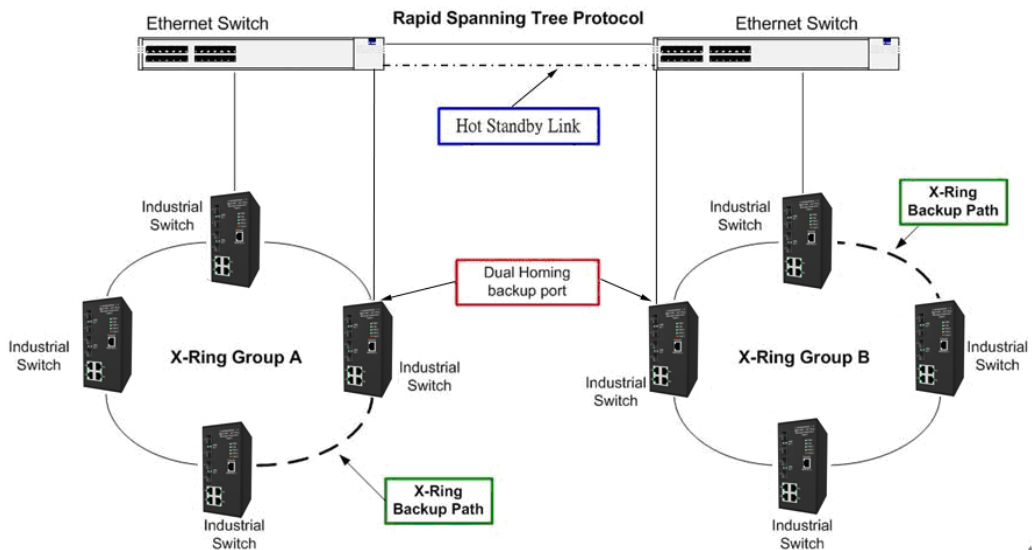 Ethernet Switch
Rapid Spanning Tree Protocol
Ethernet Switch
Hot Standby Link
Industrial
Switch
Industrial
Switch
X-Ring
Backup Path
Dual Homing
backup port
Industrial
Switch
X-Ring Group A
Industrial
Switch
Industrial
Switch
X-Ring Group B
Industrial
Switch
X-Ring
Backup Path
Industrial
Switch
Industrial
Switch